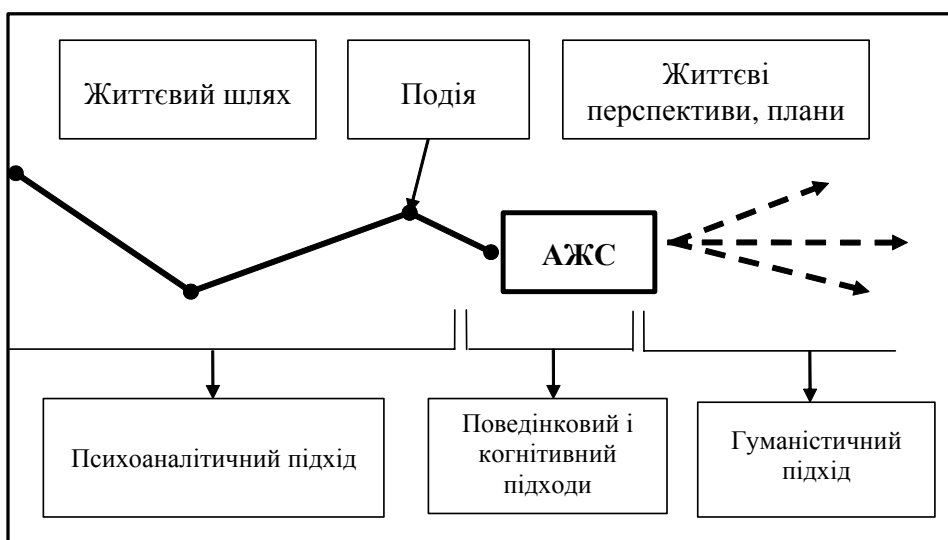 Життєвий шлях
Подія
Життєві
перспективи, плани
АЖС
Психоаналітичний підхід
Поведінковий і
когнітивний
підходи
Гуманістичний
підхід